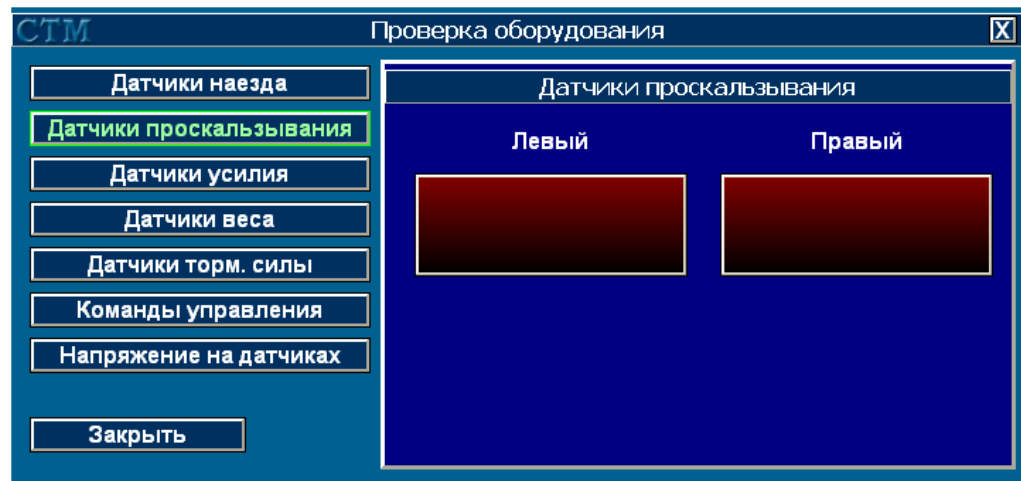 СТМ
Проверка оборудования
X
Датчики наезда
Датчики проскальзывания
Датчики усилия
Датчики веса
Датчики торм. силы
Команды управления
Напряжение на датчиках
Закрыть
Датчики проскальзывания
Левый
Правый